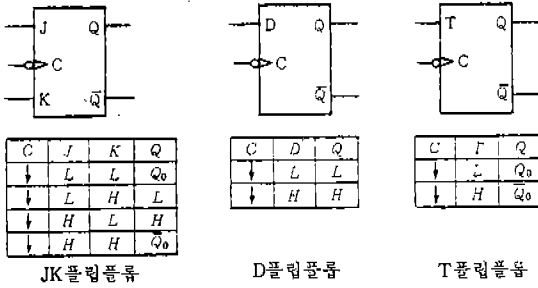 J Q D Q T Q
C C C
K Q̅ Q̅ Q̅
C J K Q
↓ L L Q₀
↓ L H L
↓ H L H
↓ H H Q̅₀
JK플립플롭
C D Q
↓ L L
↓ H H
D플립플롭
C T Q
↓ L Q₀
↓ H Q̅₀
T플립플롭